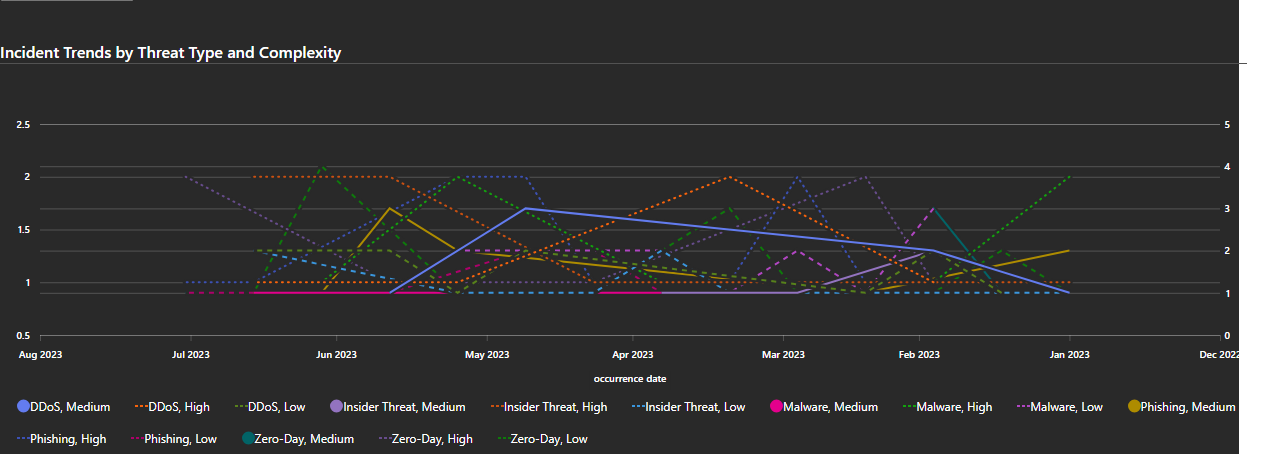 Incident Trends by Threat Type and Complexity
2.5 5
2 4
1.5 3
1 2
0.5 1
0
Aug 2023 Jul 2023 Jun 2023 May 2023 Apr 2023 Mar 2023 Feb 2023 Jan 2023 Dec 2022
occurrence date
DDoS, Medium DDoS, High DDoS, Low Insider Threat, Medium Insider Threat, High Insider Threat, Low Malware, Medium Malware, High Malware, Low Phishing, Medium
Phishing, High Phishing, Low Zero-Day, Medium Zero-Day, High Zero-Day, Low